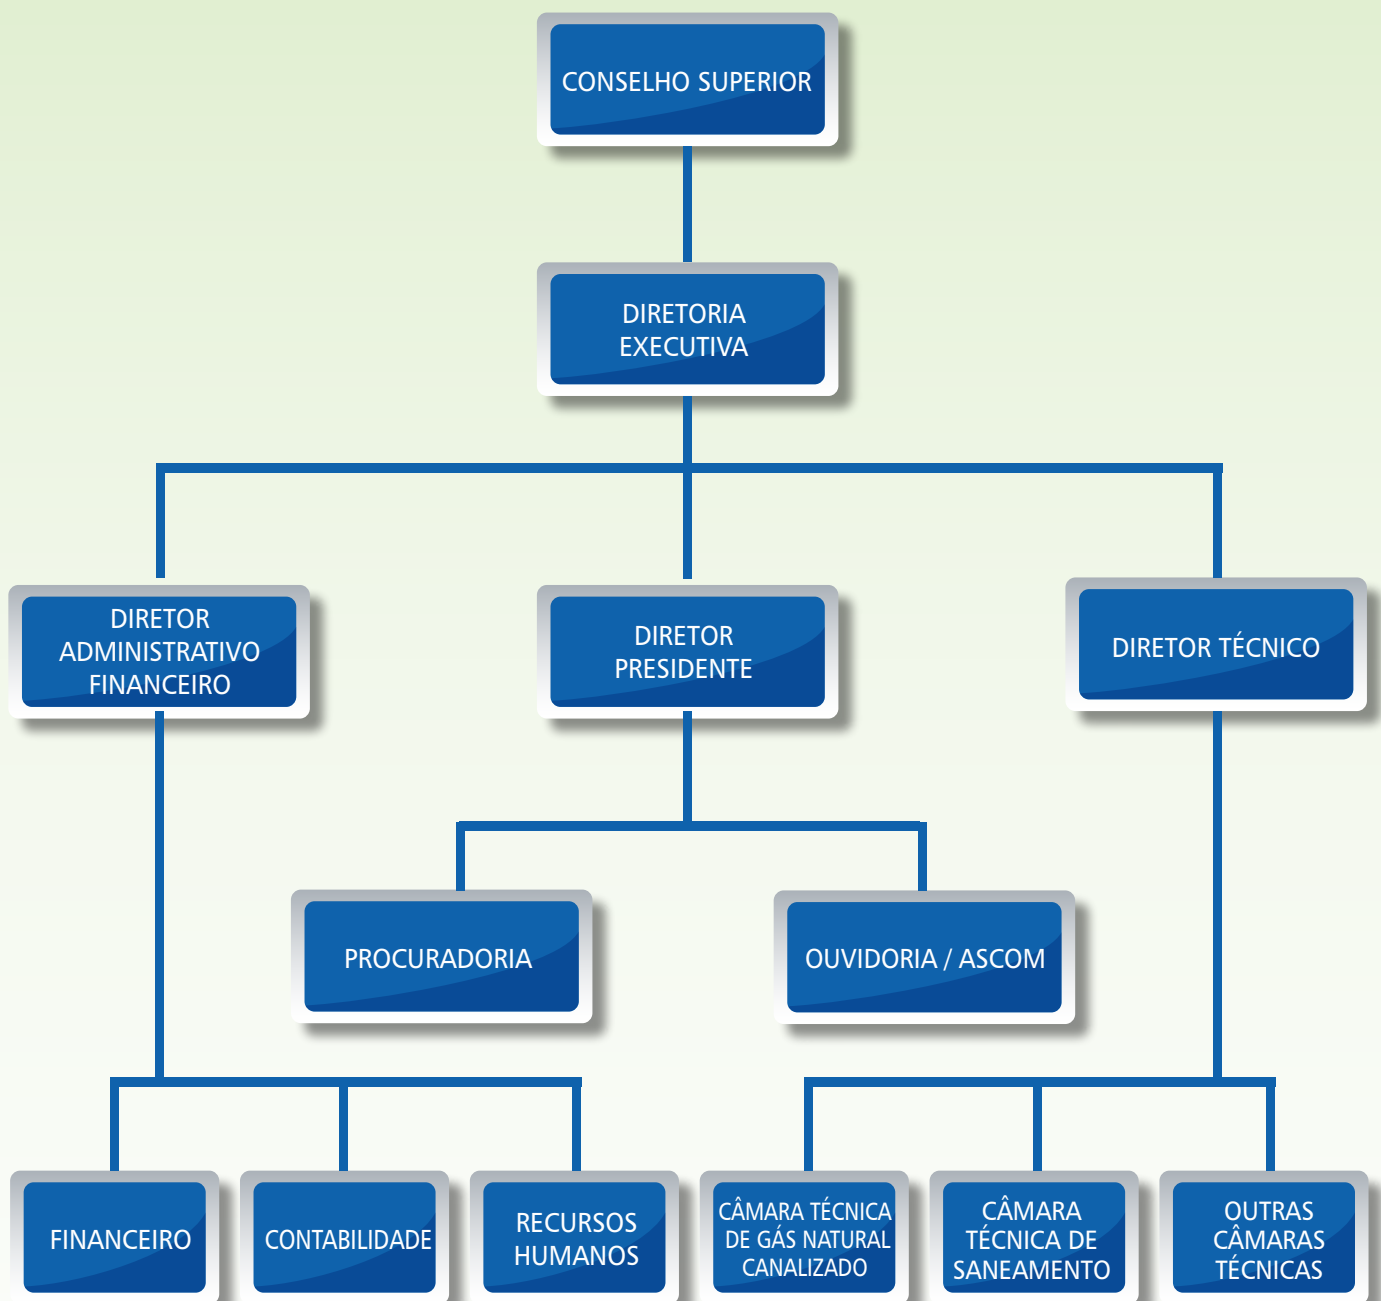 CONSELHO SUPERIOR
DIRETORIA
EXECUTIVA
DIRETOR
ADMINISTRATIVO
FINANCEIRO
DIRETOR
PRESIDENTE
DIRETOR TÉCNICO
PROCURADORIA
OUVIDORIA / ASCOM
FINANCEIRO
CONTABILIDADE
RECURSOS
HUMANOS
CÂMARA TÉCNICA
DE GÁS NATURAL
CANALIZADO
CÂMARA
TÉCNICA DE
SANEAMENTO
OUTRAS
CÂMARAS
TÉCNICAS